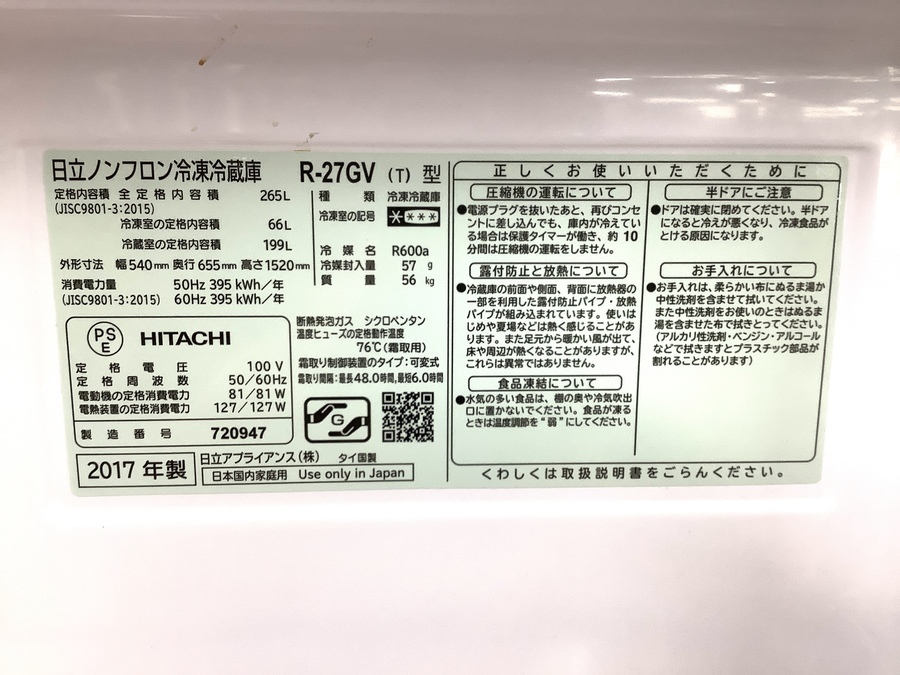 日立ノンフロン冷凍冷蔵庫 R-27GV (T) 型
定格内容積 全定格内容積 265L
(JISC9801-3:2015)
冷凍室の定格内容積 66L
冷蔵室の定格内容積 199L
外形寸法 幅540mm 奥行655mm 高さ1520mm
消費電力量 50Hz 395 kWh/年
(JISC9801-3:2015) 60Hz 395 kWh/年
種類 冷凍冷蔵庫
冷凍室の記号 ****
冷媒名 R600a
冷媒封入量 57 g
質量 56 kg
PSE HITACHI
定格電圧 100V
定格周波数 50/60Hz
電動機の定格消費電力 81/81W
電熱装置の定格消費電力 127/127W
製造番号 720947
断熱発泡ガス シクロペンタン
温度ヒューズの定格動作温度
76℃(霜取用)
霜取り制御装置のタイプ:可変式
霜取り間隔:最長48.0時間,最短6.0時間
G
2017年製
日立アプライアンス(株) タイ国製
日本国内家庭用 Use only in Japan
正しくお使いいただくために
圧縮機の運転について
●電源プラグを抜いたあと、再びコンセ
ントに差し込んでも、庫内が冷えてい
る場合は保護タイマーが働き、約10
分間は圧縮機の運転をしません。
露付防止と放熱について
●冷蔵庫の前面や側面、背面に放熱器の
一部を利用した露付防止パイプ・放熱
パイプが組み込まれています。使いは
じめや夏場などは熱く感じることがあ
ります。また足元から暖かい風が出て、
床や周辺が熱くなることがありますが、
これらは異常ではありません。
食品凍結について
●水気の多い食品は、棚の奥や冷気吹出
口に置かないでください。食品が凍る
ときは温度調節を“弱”にしてください。
半ドアにご注意
●ドアは確実に閉めてください。半ドア
になると冷えが悪くなり、冷凍食品が
とける原因になります。
お手入れについて
●お手入れは、柔らかい布にぬるま湯か
中性洗剤を含ませて拭いてください。
また中性洗剤をお使いのときはぬるま
湯を含ませた布で拭きとってください。
(アルカリ性洗剤・ベンジン・アルコール
などで拭きますとプラスチック部品が
割れることがあります)
くわしくは取扱説明書をごらんください。